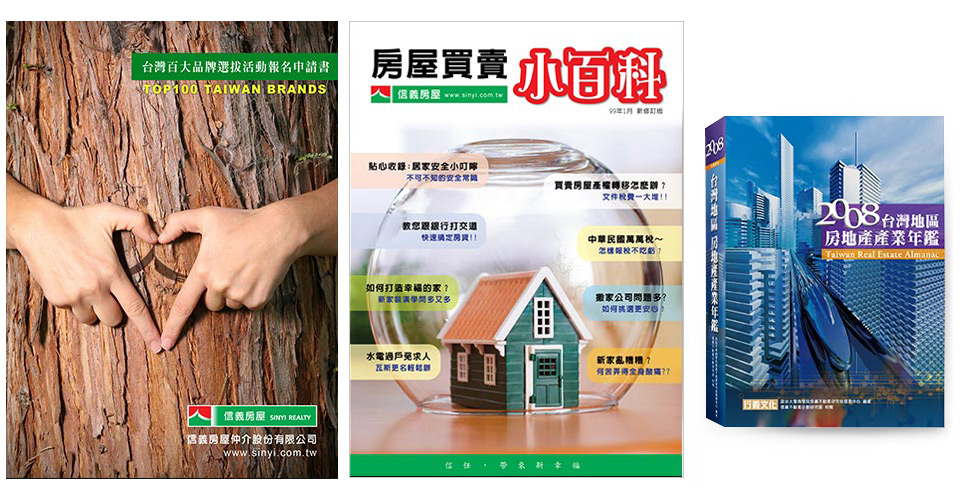 台灣百大品牌選拔活動報名申請書
TOP100 TAIWAN BRANDS
信義房屋 SINYI REALTY
信義房屋仲介股份有限公司
www.sinyi.com.tw
房屋買賣
小百科
信義房屋 www.sinyi.com.tw
99年1月 新修訂版
貼心收錄：居家安全小叮嚀
不可不知的安全常識
買賣房屋產權轉移怎麼辦？
文件稅費一大堆!!
教您跟銀行打交道
快速搞定房貸!!
中華民國萬萬稅～
怎樣報稅不吃虧？
如何打造幸福的家？
新家裝潢學問多又多
搬家公司問題多？
如何挑選更安心？
水電過戶免求人
瓦斯更名輕鬆辦
新家亂糟糟？
何苦弄得全身酸痛??
信任・帶來新幸福
2008
台灣地區 房地產產業年鑑
2008台灣地區
房地產產業年鑑
Taiwan Real Estate Almanac
行義文化